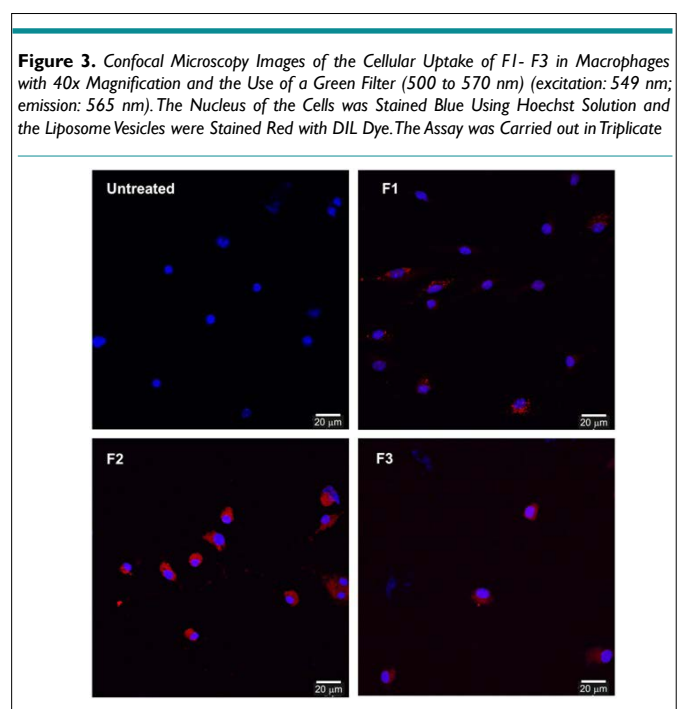 Figure 3. Confocal Microscopy Images of the Cellular Uptake of F1- F3 in Macrophages
with 40x Magnification and the Use of a Green Filter (500 to 570 nm) (excitation: 549 nm;
emission: 565 nm). The Nucleus of the Cells was Stained Blue Using Hoechst Solution and
the Liposome Vesicles were Stained Red with DIL Dye. The Assay was Carried out in Triplicate
Untreated
F1
20 μm
20 μm
F2
F3
20 μm
20 μm